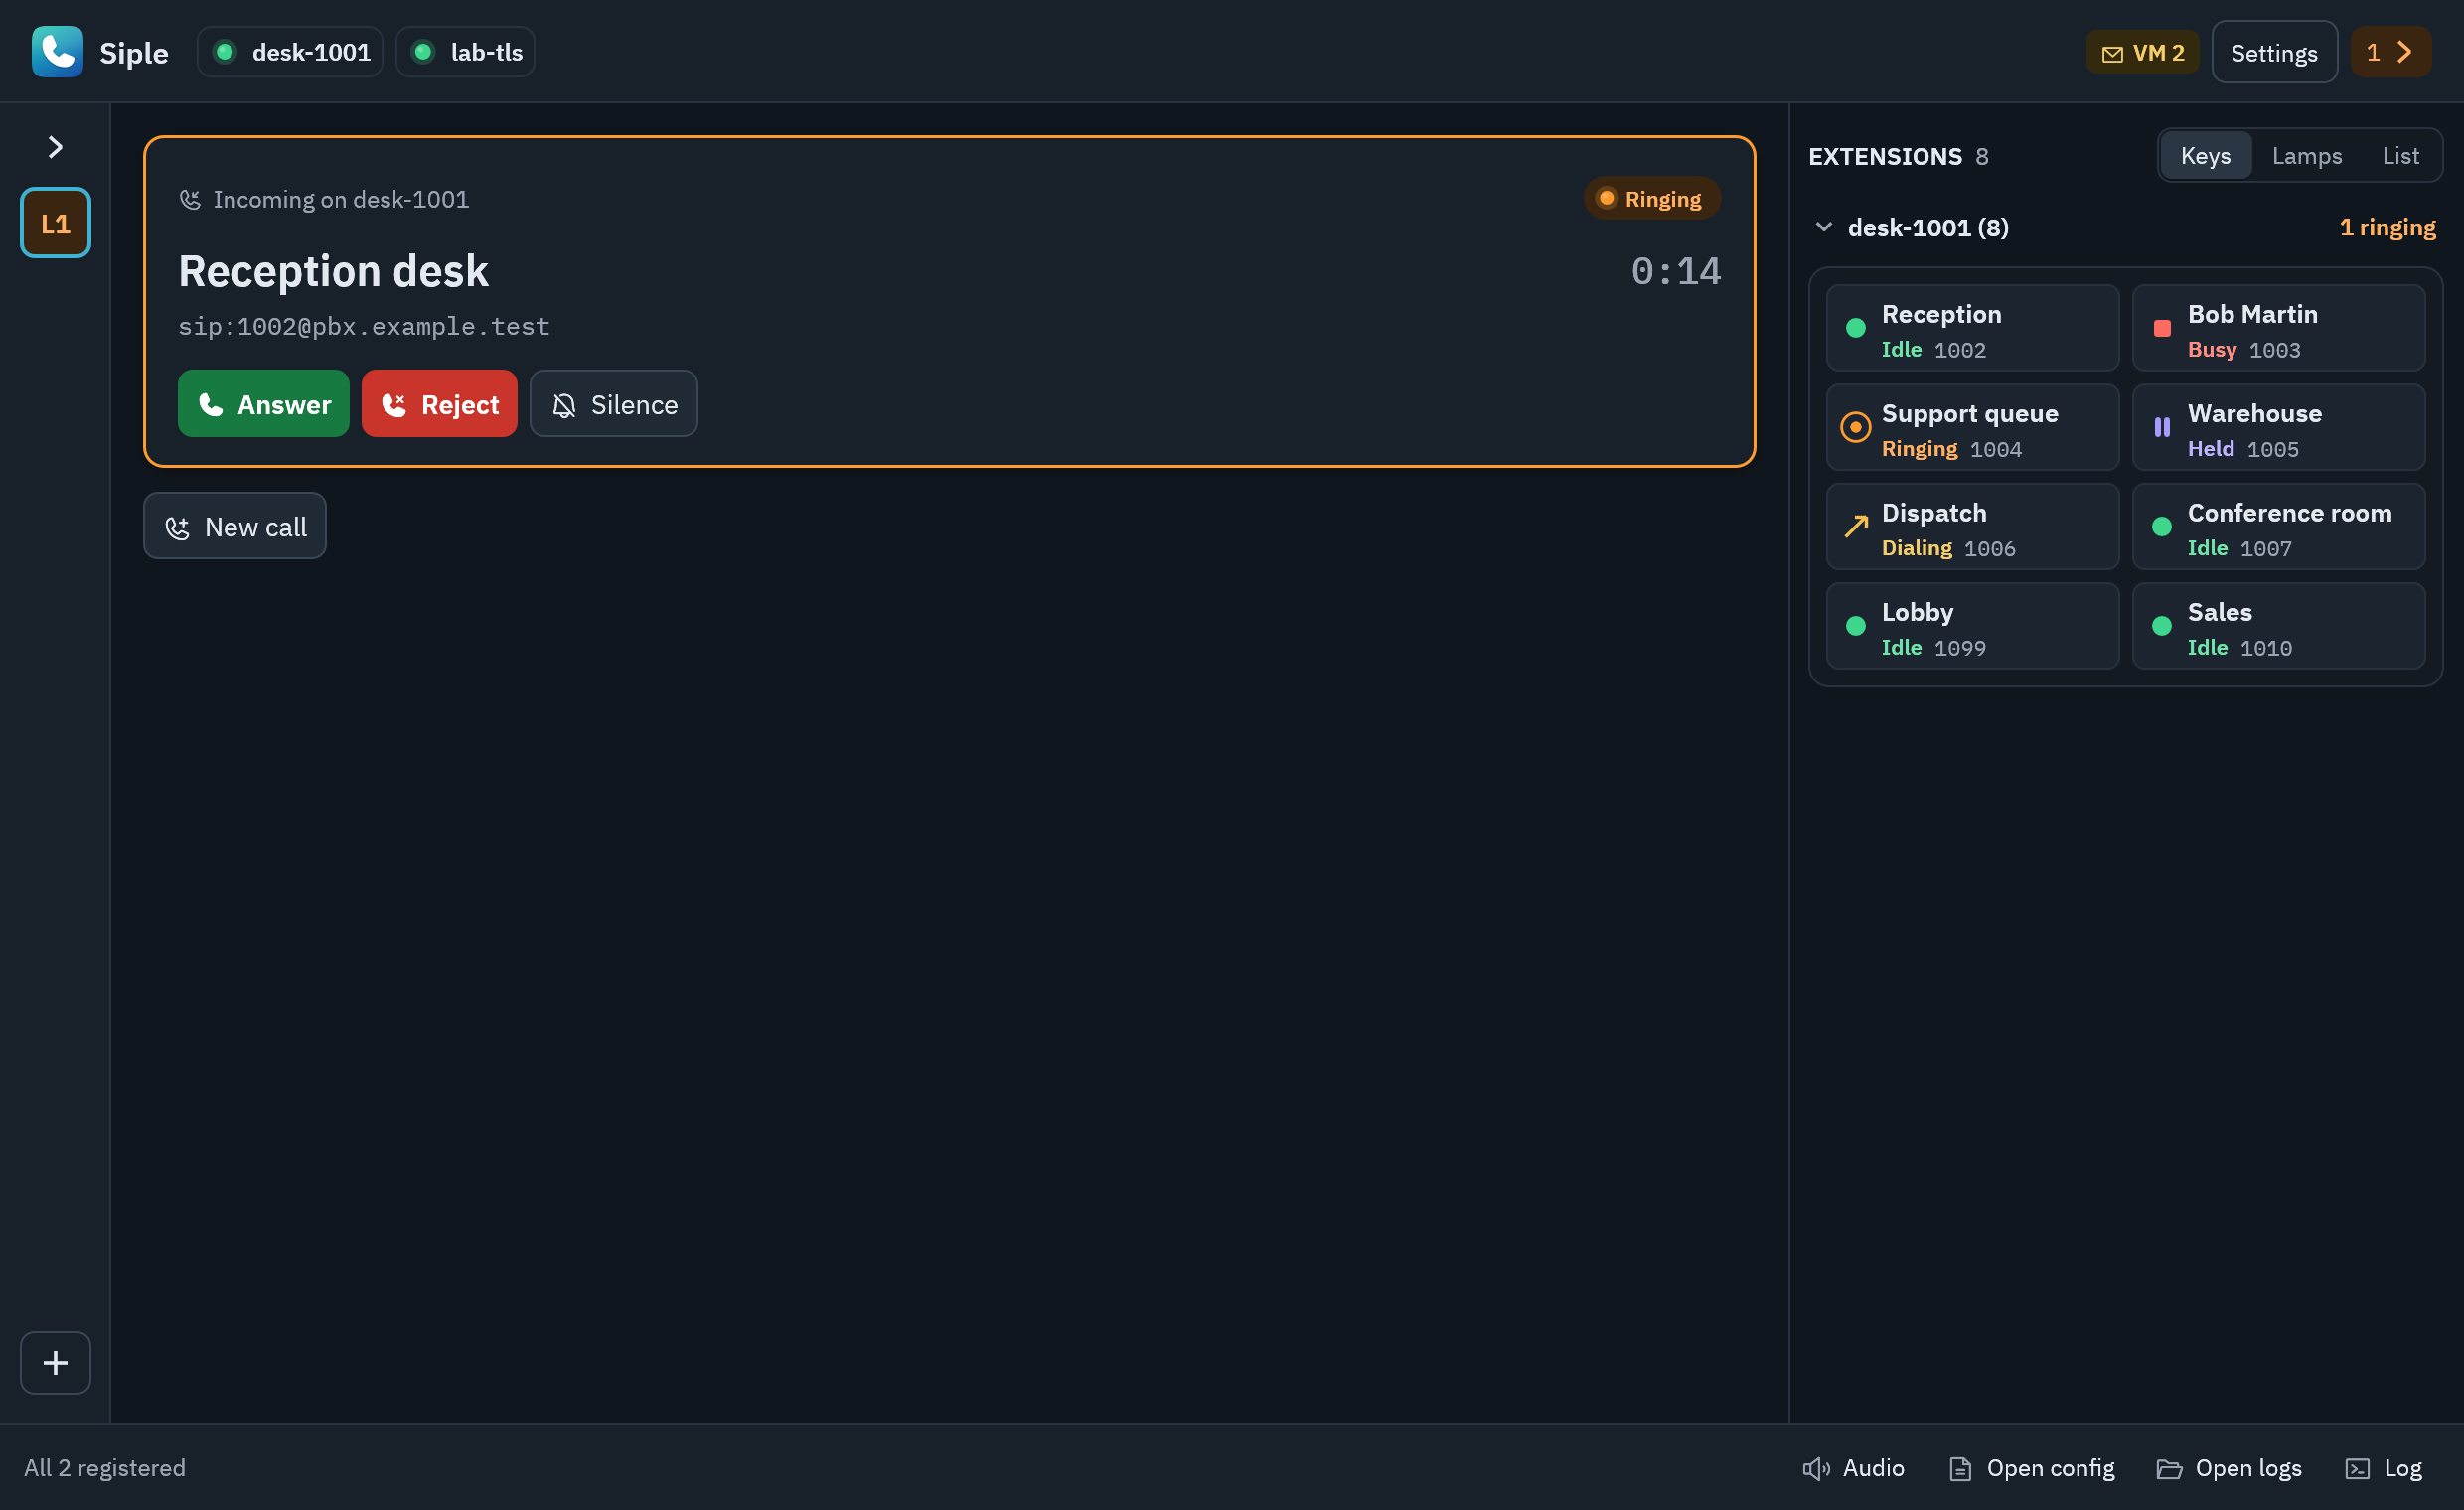 Siple
desk-1001
lab-tls
VM 2
Settings
1
L1
Incoming on desk-1001
Ringing
Reception desk
0:14
sip:1002@pbx.example.test
Answer
Reject
Silence
New call
EXTENSIONS 8
Keys
Lamps
List
desk-1001 (8)
1 ringing
Reception
Idle 1002
Bob Martin
Busy 1003
Support queue
Ringing 1004
Warehouse
Held 1005
Dispatch
Dialing 1006
Conference room
Idle 1007
Lobby
Idle 1099
Sales
Idle 1010
All 2 registered
Audio
Open config
Open logs
Log